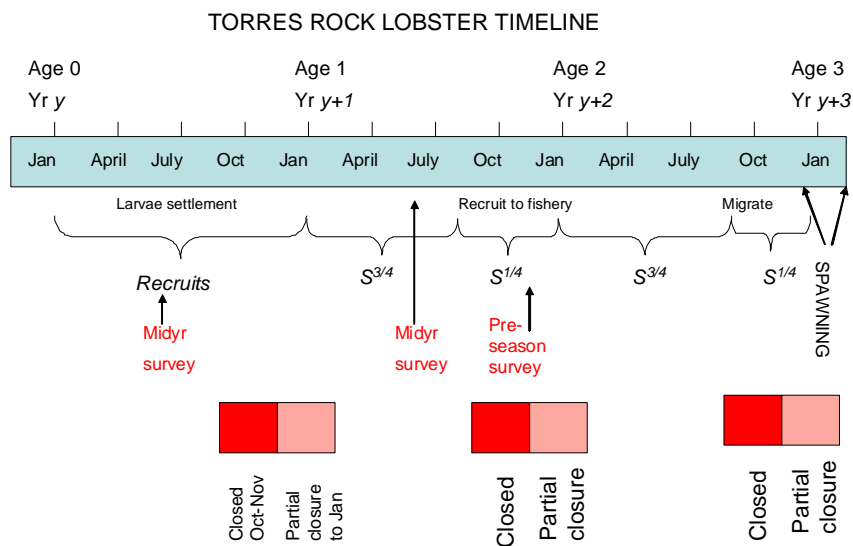 TORRES ROCK LOBSTER TIMELINE
Age 0
Age 1
Age 2
Age 3
Yr y
Yr y+1
Yr y+2
Yr y+3
Jan
April
July
Oct
Jan
April
July
Oct
Jan
April
July
Oct
Jan
Larvae settlement
Recruit to fishery
Migrate
Recruits
S3/4
S1/4
S3/4
S1/4
SPAWNING
Midyr
survey
Midyr
survey
Pre-
season
survey
Closed
Oct-Nov
Partial
closure
to Jan
Closed
Partial
closure
Closed
Partial
closure